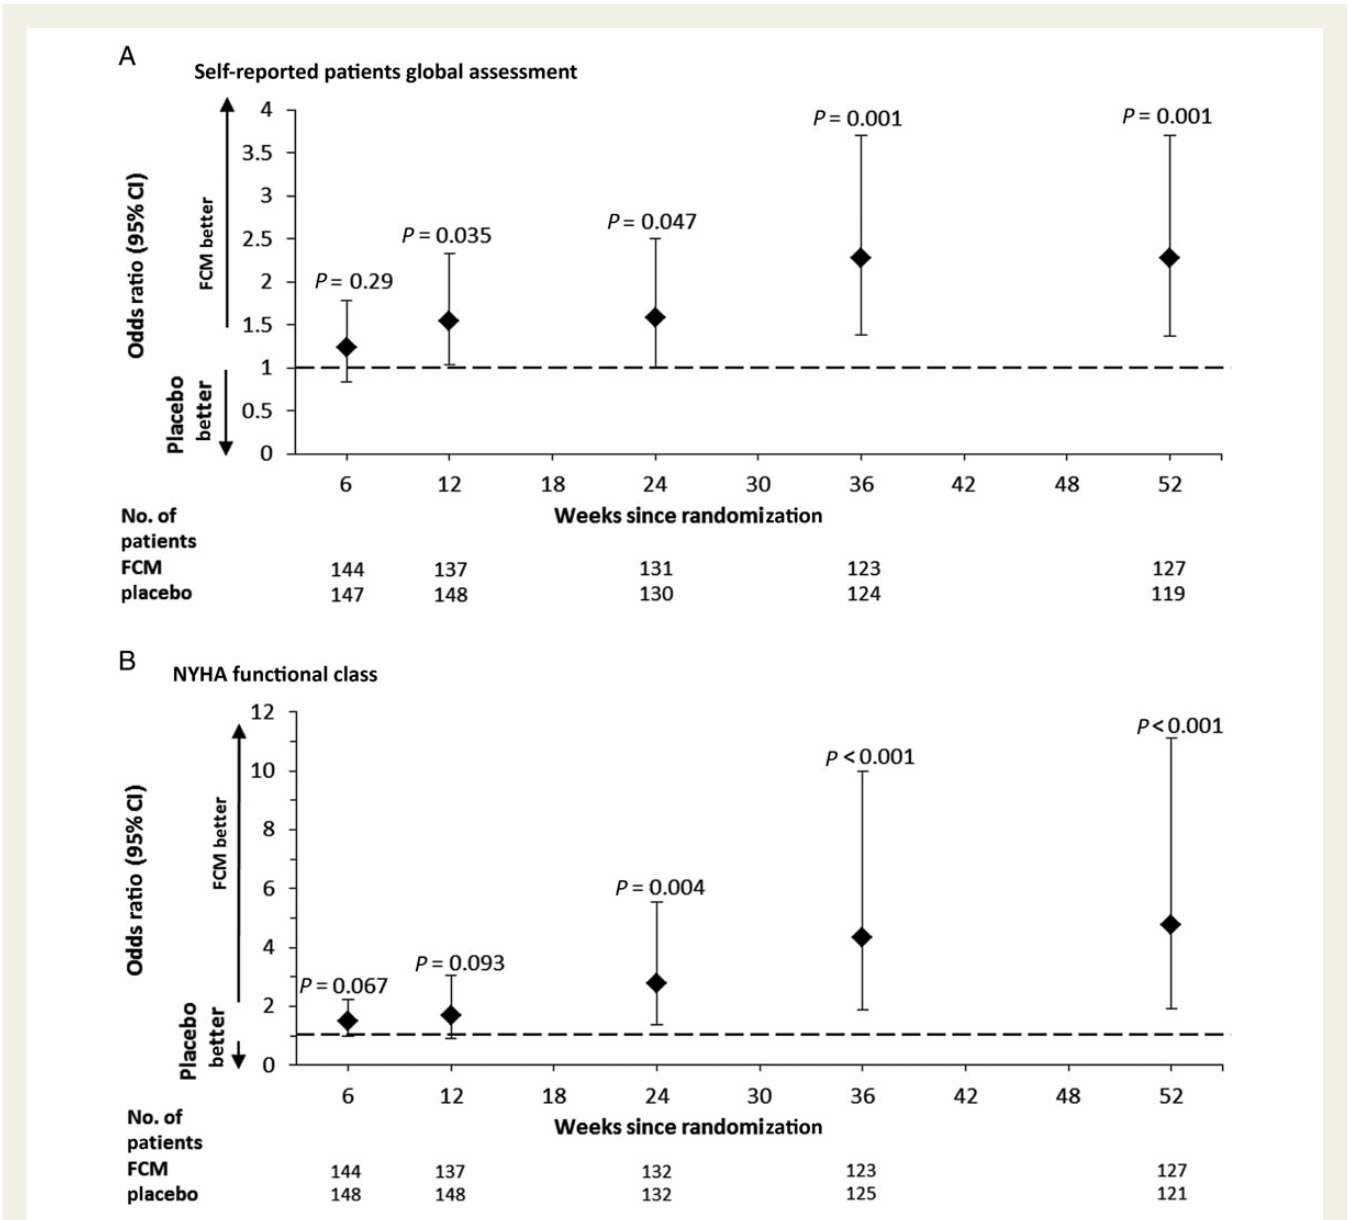 A
Self-reported patients global assessment
Odds ratio (95% CI)
FCM better
Placebo
better
4
3.5
3
2.5
2
1.5
1
0.5
0
P = 0.29
P = 0.035
P = 0.047
P = 0.001
P = 0.001
6 12 18 24 30 36 42 48 52
Weeks since randomization
No. of
patients
FCM 144 137 131 123 127
placebo 147 148 130 124 119
B
NYHA functional class
Odds ratio (95% CI)
FCM better
Placebo
better
12
10
8
6
4
2
0
P = 0.067
P = 0.093
P = 0.004
P < 0.001
P < 0.001
6 12 18 24 30 36 42 48 52
Weeks since randomization
No. of
patients
FCM 144 137 132 123 127
placebo 148 148 132 125 121